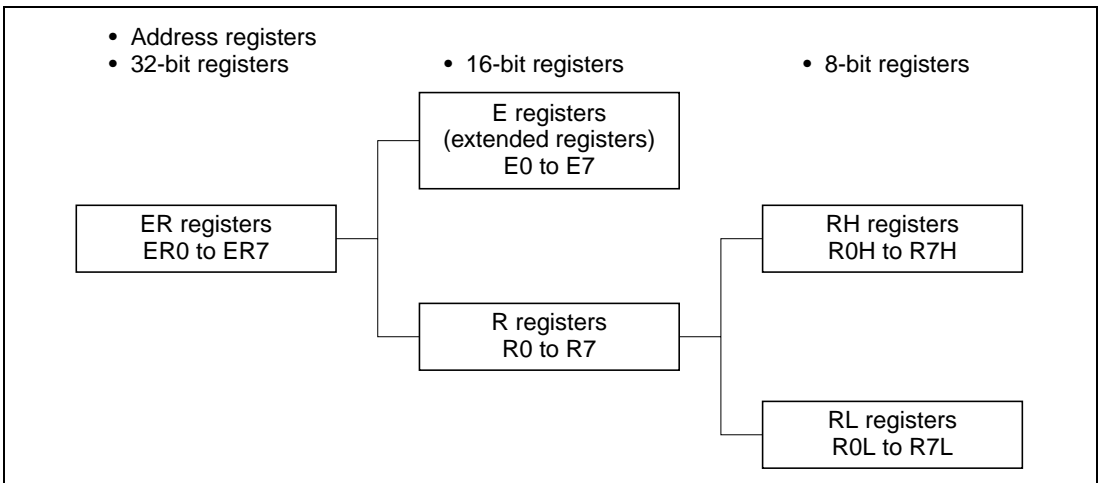 • Address registers
• 32-bit registers
• 16-bit registers
• 8-bit registers
E registers
(extended registers)
E0 to E7
ER registers
ER0 to ER7
RH registers
R0H to R7H
R registers
R0 to R7
RL registers
R0L to R7L